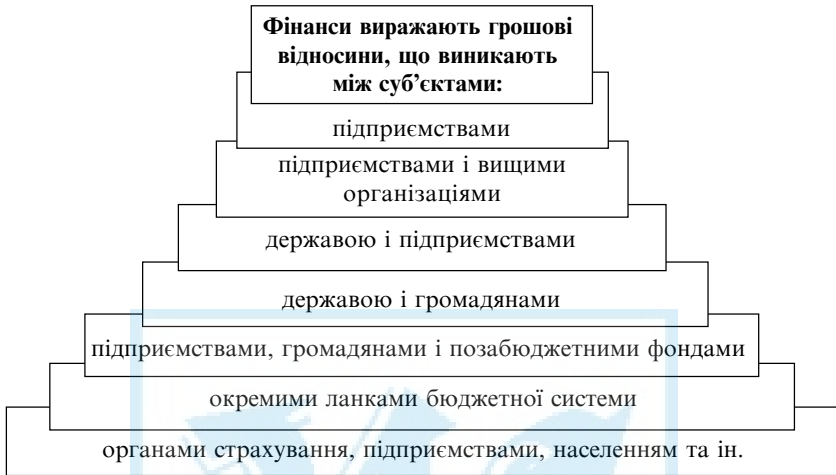 Фінанси виражають грошові
відносини, що виникають
між суб’єктами:
підприємствами
підприємствами і вищими
організаціями
державою і підприємствами
державою і громадянами
підприємствами, громадянами і позабюджетними фондами
окремими ланками бюджетної системи
органами страхування, підприємствами, населенням та ін.